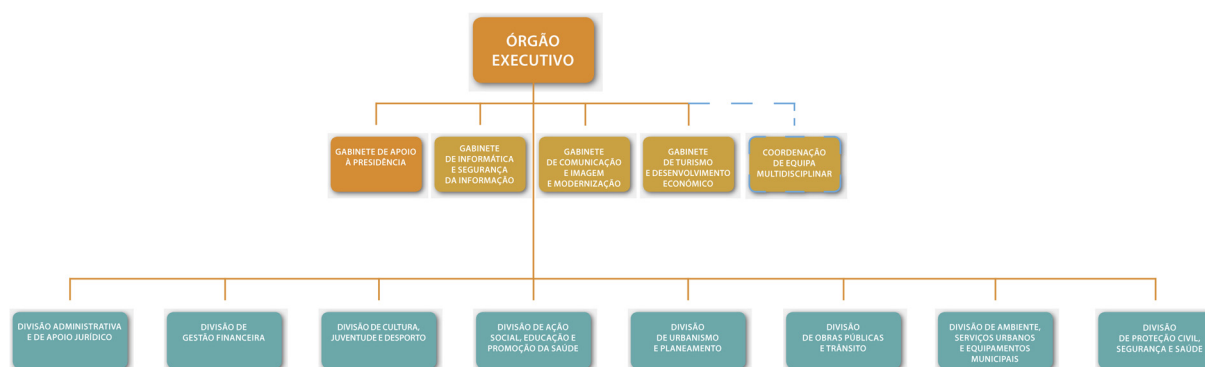 ÓRGÃO
EXECUTIVO
GABINETE DE APOIO
À PRESIDÊNCIA
GABINETE
DE INFORMÁTICA
E SEGURANÇA
DA INFORMAÇÃO
GABINETE
DE COMUNICAÇÃO
E IMAGEM
E MODERNIZAÇÃO
GABINETE
DE TURISMO
E DESENVOLVIMENTO
ECONÓMICO
COORDENAÇÃO
DE EQUIPA
MULTIDISCIPLINAR
DIVISÃO ADMINISTRATIVA
E DE APOIO JURÍDICO
DIVISÃO DE
GESTÃO FINANCEIRA
DIVISÃO DE CULTURA,
JUVENTUDE E DESPORTO
DIVISÃO DE AÇÃO
SOCIAL, EDUCAÇÃO E
PROMOÇÃO DA SAÚDE
DIVISÃO
DE URBANISMO
E PLANEAMENTO
DIVISÃO
DE OBRAS PÚBLICAS
E TRÂNSITO
DIVISÃO DE AMBIENTE,
SERVIÇOS URBANOS
E EQUIPAMENTOS
MUNICIPAIS
DIVISÃO
DE PROTEÇÃO CIVIL,
SEGURANÇA E SAÚDE